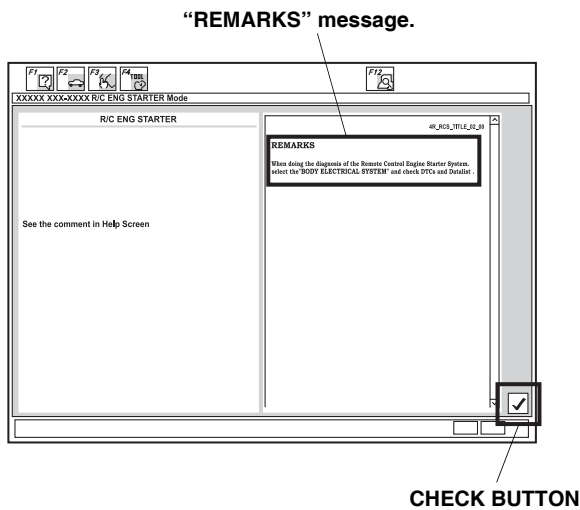 “REMARKS” message.
F1 F2 F3 F4 TOOL F12
XXXXX XXX-XXXX R/C ENG STARTER Mode
R/C ENG STARTER
4R_RCS_TITLE_02_00
REMARKS
When doing the diagnosis of the Remote Control Engine Starter System.
select the"BODY ELECTRICAL SYSTEM" and check DTCs and Datalist .
See the comment in Help Screen
CHECK BUTTON